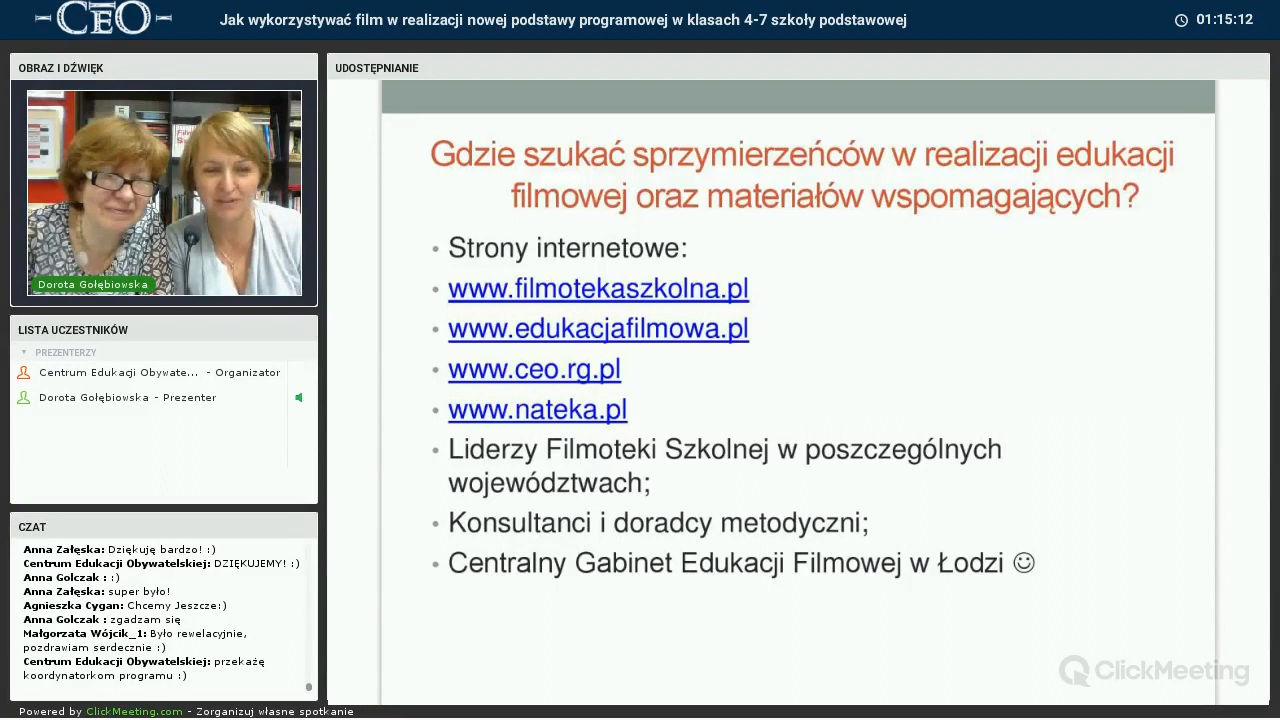 CEO
Jak wykorzystywać film w realizacji nowej podstawy programowej w klasach 4-7 szkoły podstawowej
01:15:12
OBRAZ I DŹWIĘK
Dorota Gołębiowska
LISTA UCZESTNIKÓW
PREZENTERZY
Centrum Edukacji Obywate... - Organizator
Dorota Gołębiowska - Prezenter
CZAT
Anna Załęska: Dziękuję bardzo! :)
Centrum Edukacji Obywatelskiej: DZIĘKUJEMY! :)
Anna Golczak : :)
Anna Załęska: super było!
Agnieszka Cygan: Chcemy Jeszcze:)
Anna Golczak : zgadzam się
Małgorzata Wójcik_1: Było rewelacyjnie,
pozdrawiam serdecznie :)
Centrum Edukacji Obywatelskiej: przekażę
koordynatorkom programu :)
UDOSTĘPNIANIE
Gdzie szukać sprzymierzeńców w realizacji edukacji
filmowej oraz materiałów wspomagających?
• Strony internetowe:
• www.filmotekaszkolna.pl
• www.edukacjafilmowa.pl
• www.ceo.rg.pl
• www.nateka.pl
• Liderzy Filmoteki Szkolnej w poszczególnych
województwach;
• Konsultanci i doradcy metodyczni;
• Centralny Gabinet Edukacji Filmowej w Łodzi ☺
ClickMeeting
Powered by ClickMeeting.com - Zorganizuj własne spotkanie